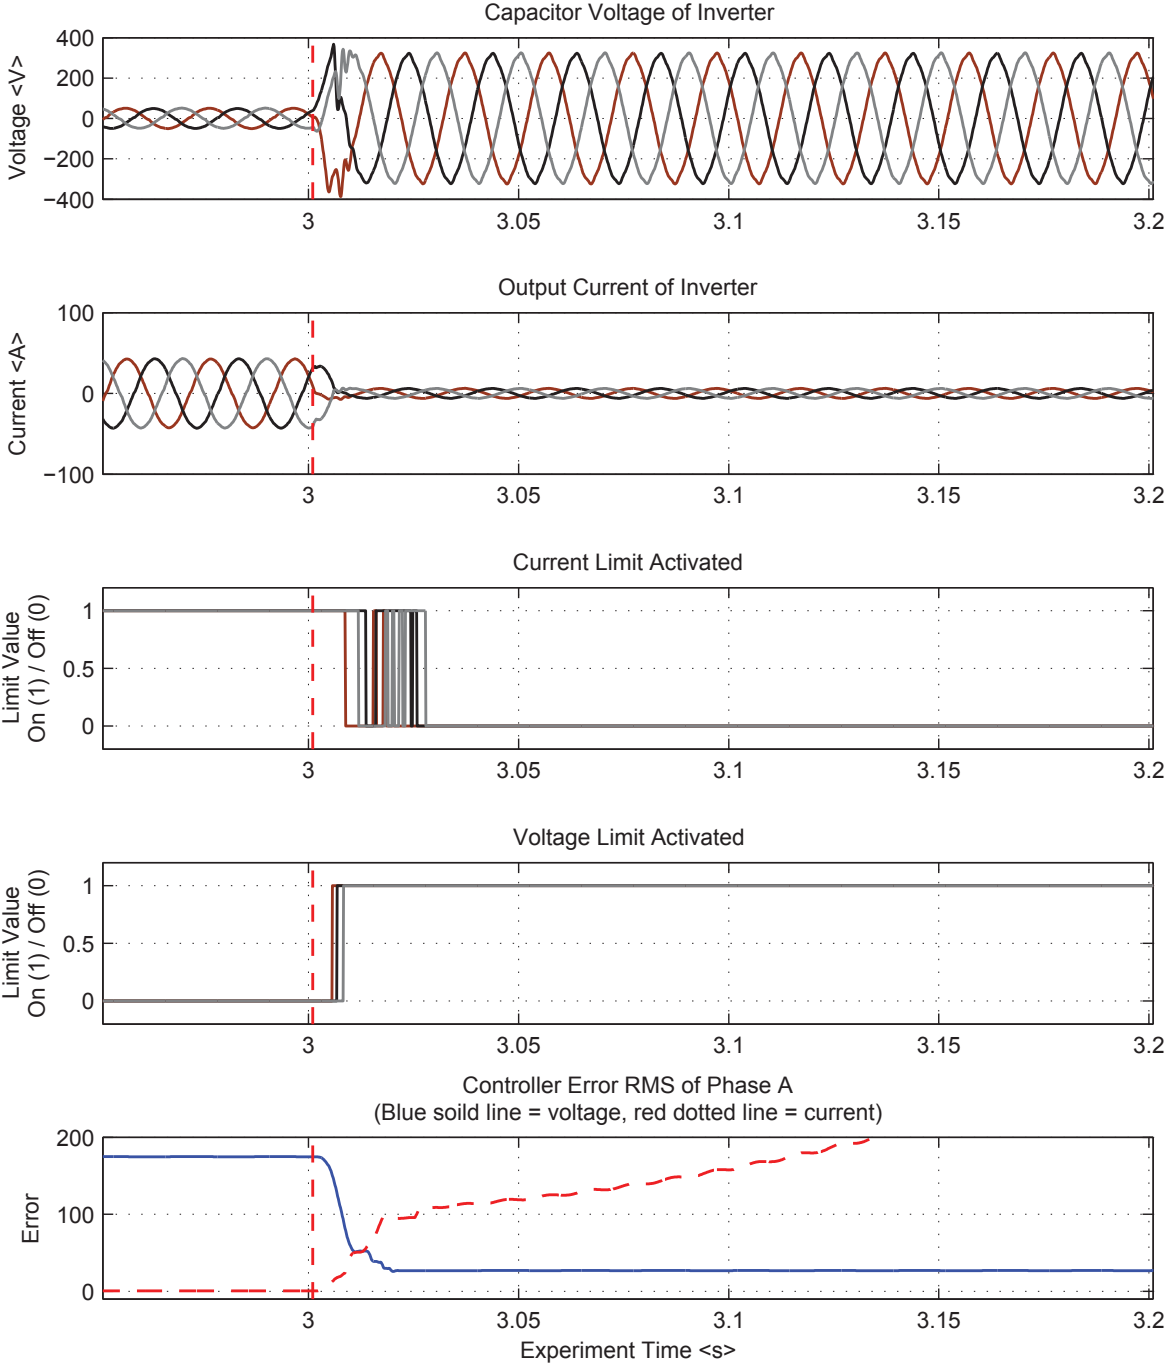 Capacitor Voltage of Inverter
Voltage <V>
400
200
0
−200
−400
3 3.05 3.1 3.15 3.2
Output Current of Inverter
Current <A>
100
0
−100
3 3.05 3.1 3.15 3.2
Current Limit Activated
Limit Value
On (1) / Off (0)
1
0.5
0
3 3.05 3.1 3.15 3.2
Voltage Limit Activated
Limit Value
On (1) / Off (0)
1
0.5
0
3 3.05 3.1 3.15 3.2
Controller Error RMS of Phase A
(Blue soild line = voltage, red dotted line = current)
Error
200
100
0
3 3.05 3.1 3.15 3.2
Experiment Time <s>